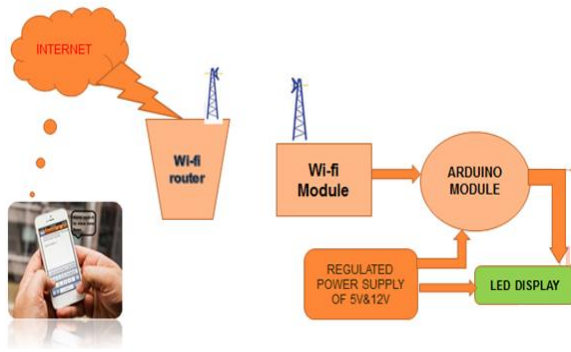 INTERNET
Wi-fi
router
Wi-fi
Module
ARDUINO
MODULE
REGULATED
POWER SUPPLY
OF 5V&12V
LED DISPLAY